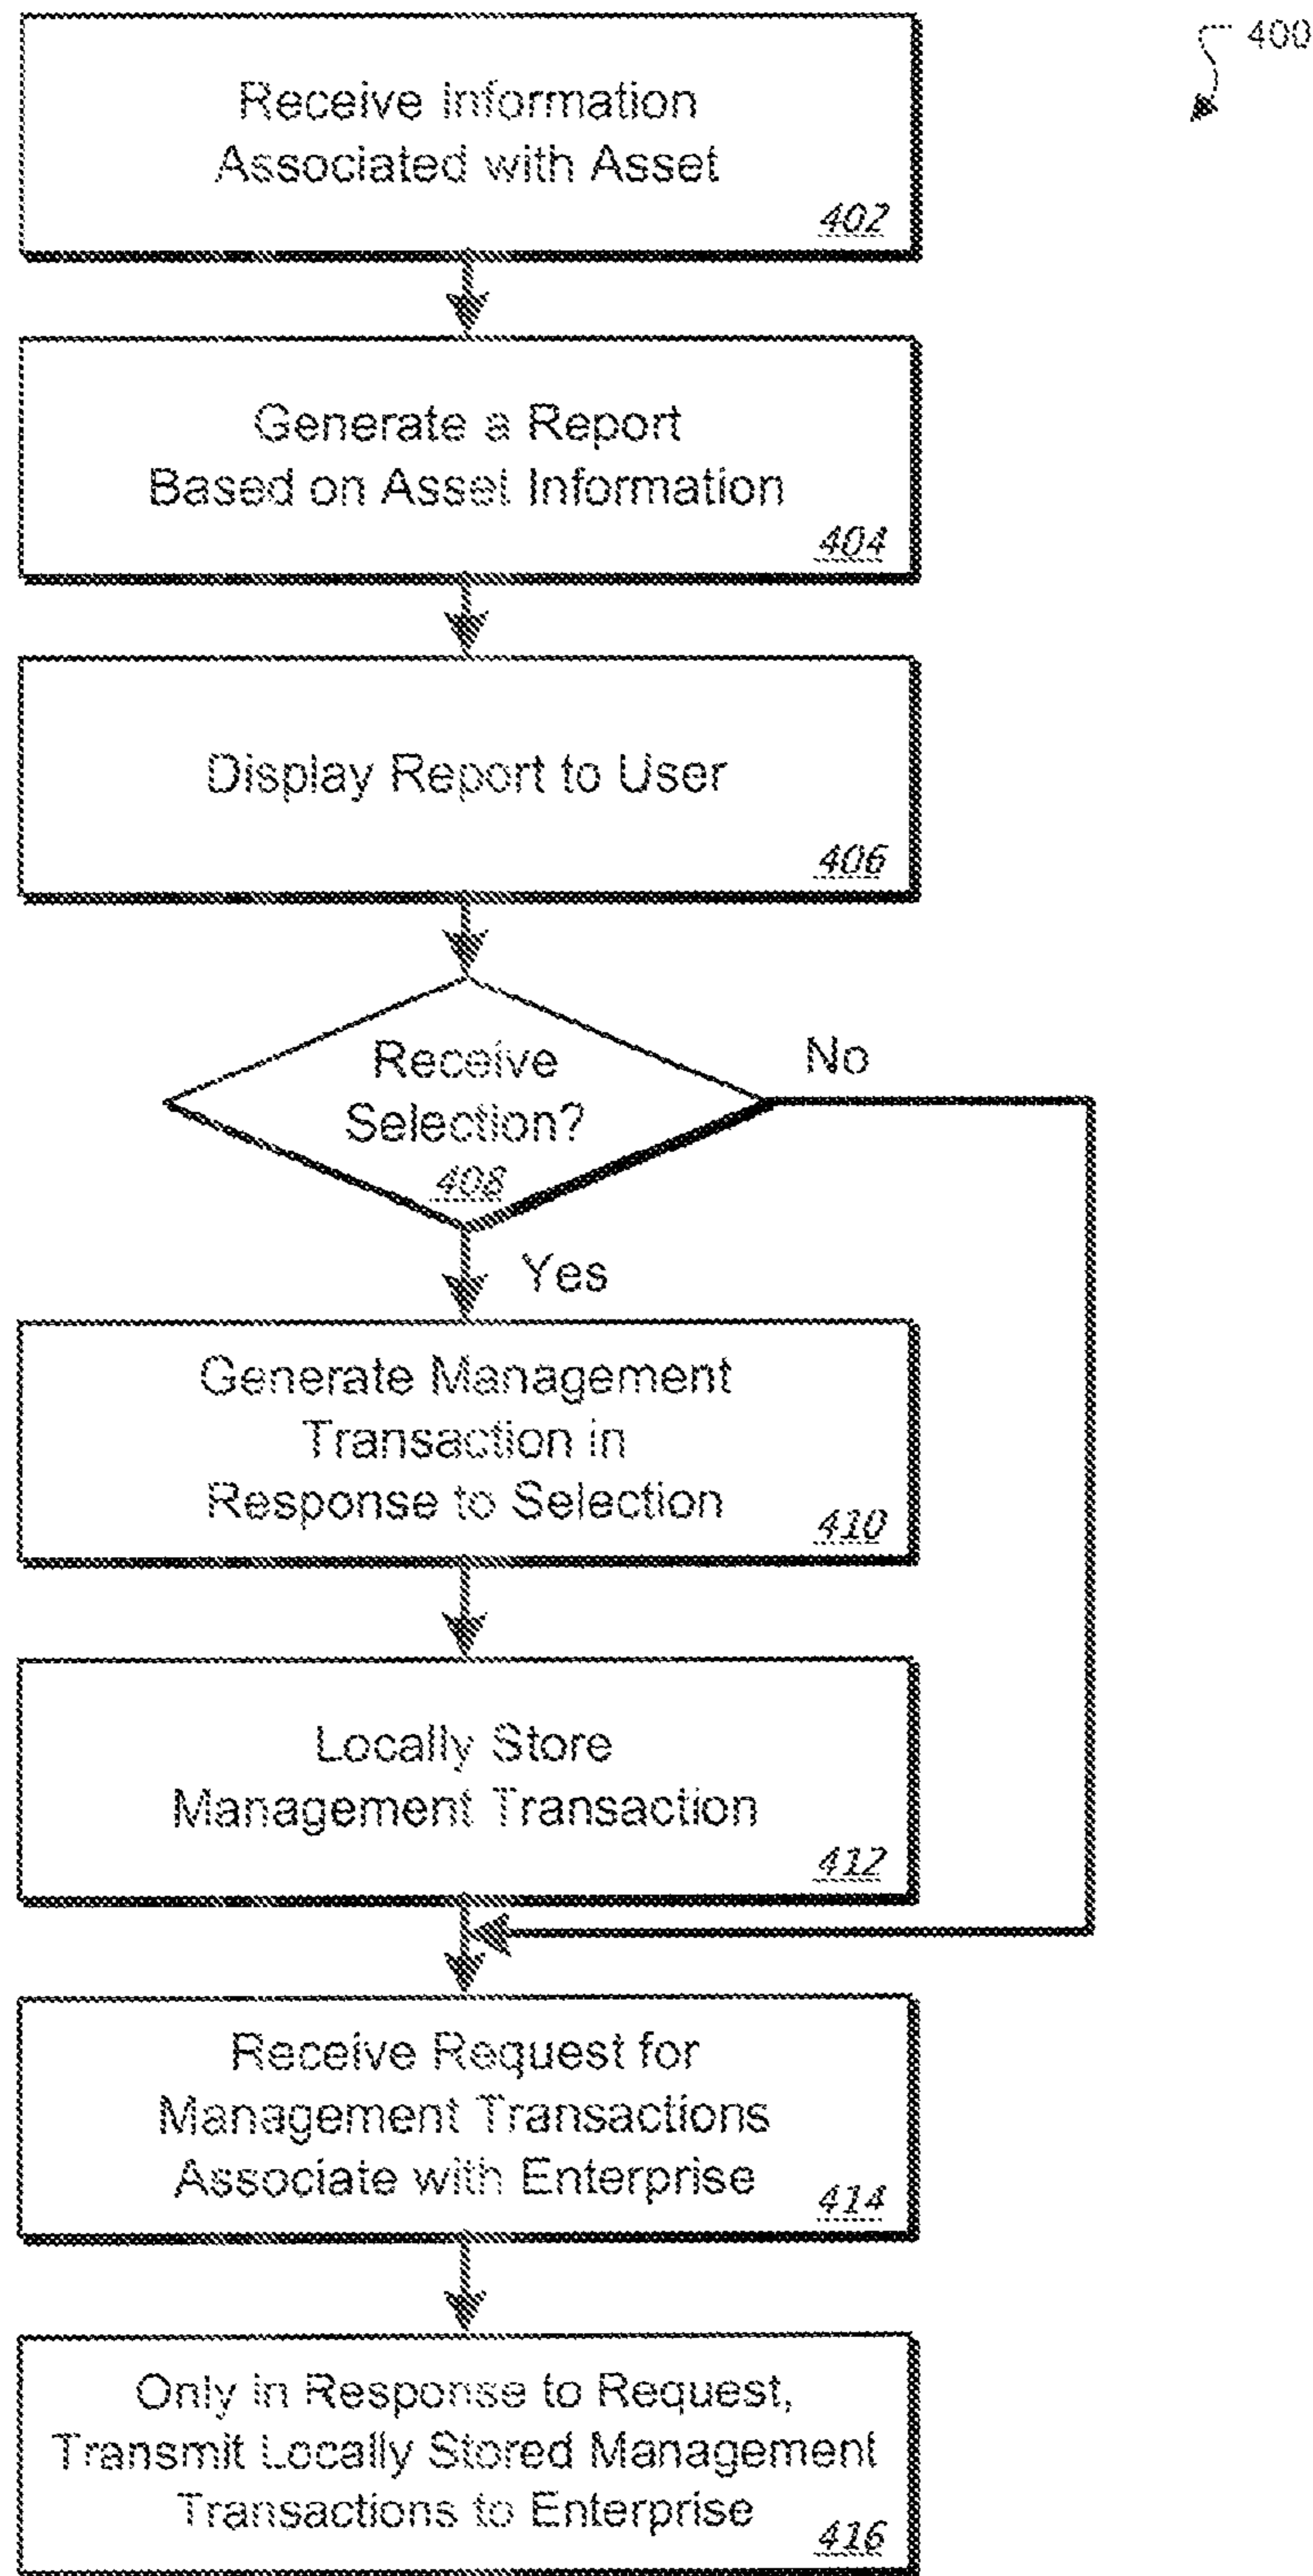 400
Receive Information
Associated with Asset
402
Generate a Report
Based on Asset Information
404
Display Report to User
406
Receive
Selection?
408
No
Yes
Generate Management
Transaction in
Response to Selection
410
Locally Store
Management Transaction
412
Receive Request for
Management Transactions
Associate with Enterprise
414
Only in Response to Request,
Transmit Locally Stored Management
Transactions to Enterprise
416